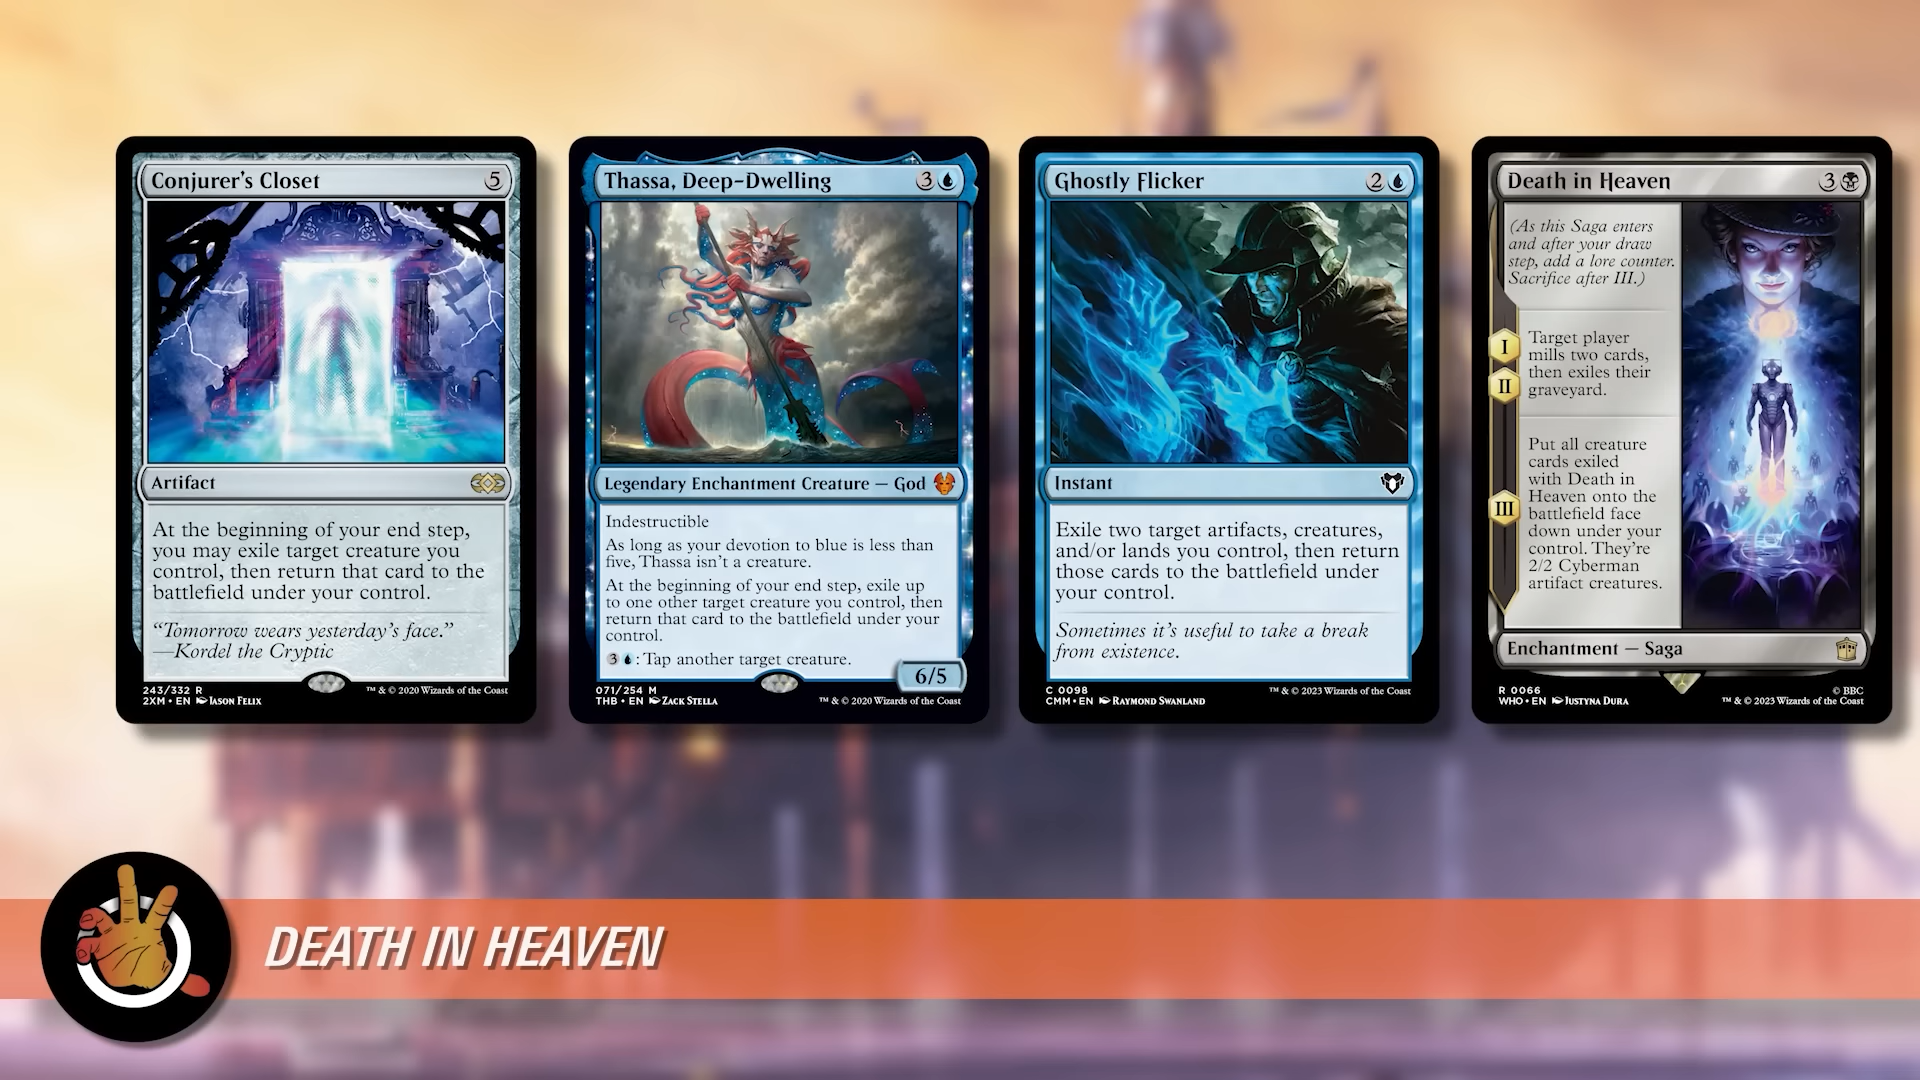 Conjurer's Closet 5
Artifact
At the beginning of your end step,
you may exile target creature you
control, then return that card to the
battlefield under your control.
“Tomorrow wears yesterday's face.”
—Kordel the Cryptic
243/332 R
2XM • EN JASON FELIX
™ & © 2020 Wizards of the Coast
Thassa, Deep-Dwelling 3
Legendary Enchantment Creature — God
Indestructible
As long as your devotion to blue is less than
five, Thassa isn't a creature.
At the beginning of your end step, exile up
to one other target creature you control, then
return that card to the battlefield under your
control.
3 : Tap another target creature.
6/5
071/254 M
THB • EN ZACK STELLA
™ & © 2020 Wizards of the Coast
Ghostly Flicker 2
Instant
Exile two target artifacts, creatures,
and/or lands you control, then return
those cards to the battlefield under
your control.
Sometimes it's useful to take a break
from existence.
C 0098
CMM • EN RAYMOND SWANLAND
™ & © 2023 Wizards of the Coast
Death in Heaven 3
(As this Saga enters
and after your draw
step, add a lore counter.
Sacrifice after III.)
I
II
Target player
mills two cards,
then exiles their
graveyard.
III
Put all creature
cards exiled
with Death in
Heaven onto the
battlefield face
down under your
control. They're
2/2 Cyberman
artifact creatures.
Enchantment — Saga
R 0066
WHO • EN JUSTYNA DURA
© BBC
™ & © 2023 Wizards of the Coast
DEATH IN HEAVEN